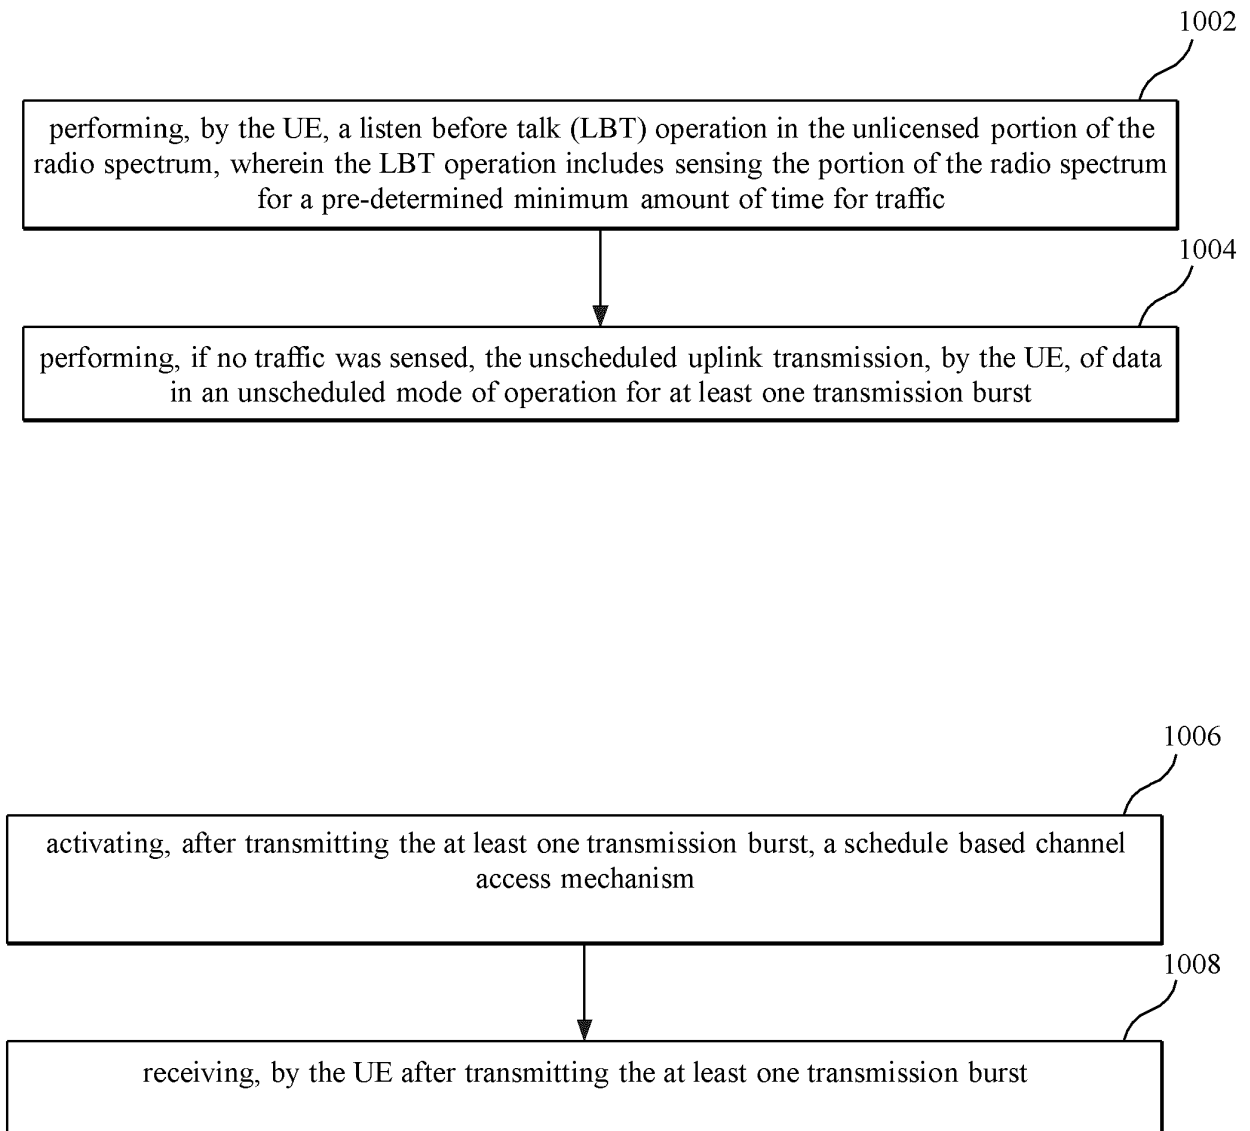 1002
performing, by the UE, a listen before talk (LBT) operation in the unlicensed portion of the
radio spectrum, wherein the LBT operation includes sensing the portion of the radio spectrum
for a pre-determined minimum amount of time for traffic
1004
performing, if no traffic was sensed, the unscheduled uplink transmission, by the UE, of data
in an unscheduled mode of operation for at least one transmission burst
1006
activating, after transmitting the at least one transmission burst, a schedule based channel
access mechanism
1008
receiving, by the UE after transmitting the at least one transmission burst